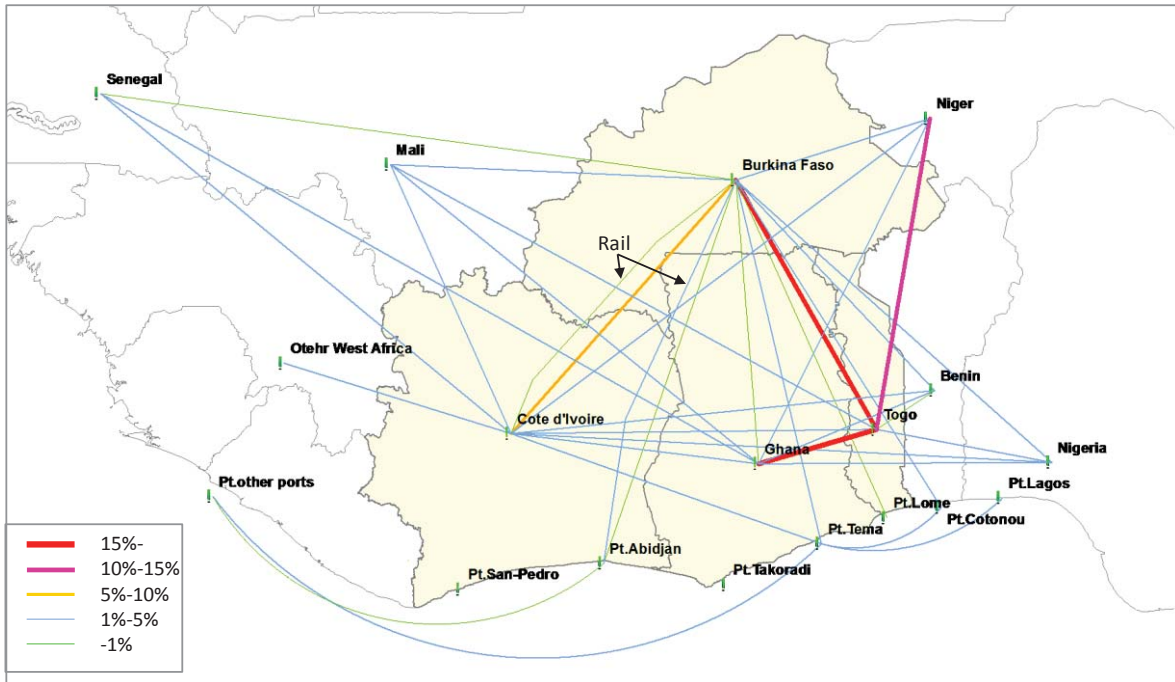 Senegal
Niger
Mali
Burkina Faso
Rail
Otehr West Africa
Benin
Cote d'Ivoire
Togo
Ghana
Nigeria
Pt.other ports
Pt.Lagos
Pt.Lome
Pt.Cotonou
Pt.Tema
Pt.Abidjan
Pt.San-Pedro
Pt.Takoradi
15%-
10%-15%
5%-10%
1%-5%
-1%